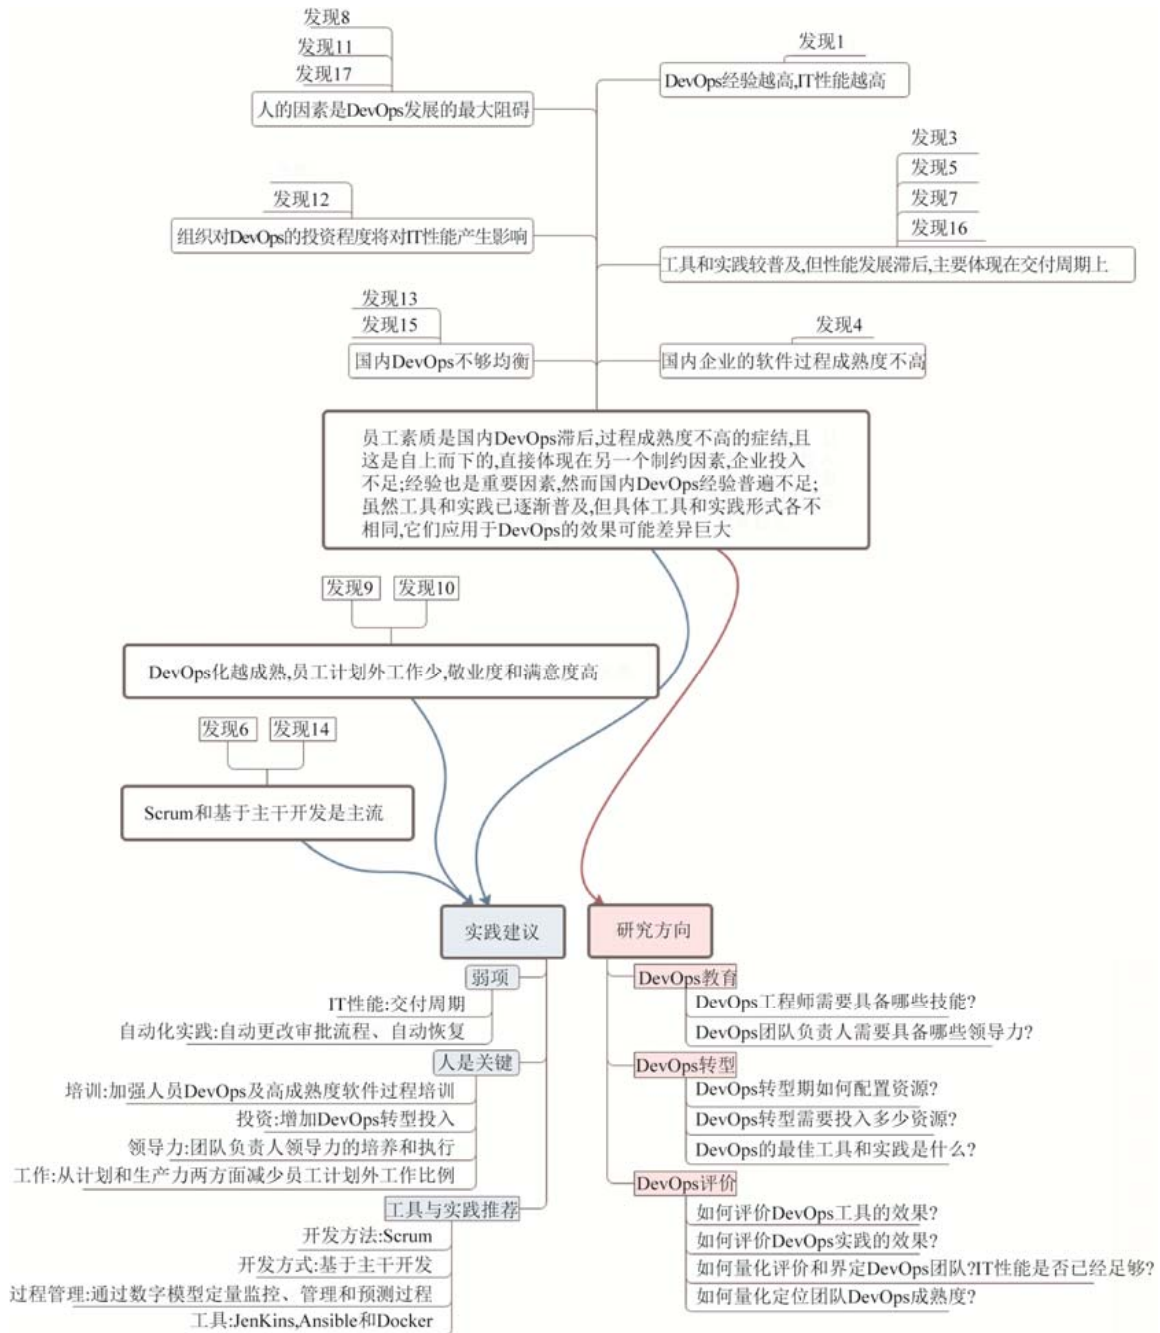 发现8
发现11
发现17
人的因素是DevOps发展的最大阻碍
发现1
DevOps经验越高,IT性能越高
发现12
组织对DevOps的投资程度将对IT性能产生影响
发现3
发现5
发现7
发现16
工具和实践较普及,但性能发展滞后,主要体现在交付周期上
发现13
发现15
国内DevOps不够均衡
发现4
国内企业的软件过程成熟度不高
员工素质是国内DevOps滞后,过程成熟度不高的症结,且
这是自上而下的,直接体现在另一个制约因素,企业投入
不足;经验也是重要因素,然而国内DevOps经验普遍不足;
虽然工具和实践已逐渐普及,但具体工具和实践形式各不
相同,它们应用于DevOps的效果可能差异巨大
发现9
发现10
DevOps化越成熟,员工计划外工作少,敬业度和满意度高
发现6
发现14
Scrum和基于主干开发是主流
实践建议
弱项
IT性能:交付周期
自动化实践:自动更改审批流程、自动恢复
人是关键
培训:加强人员DevOps及高成熟度软件过程培训
投资:增加DevOps转型投入
领导力:团队负责人领导力的培养和执行
工作:从计划和生产力两方面减少员工计划外工作比例
工具与实践推荐
开发方法:Scrum
开发方式:基于主干开发
过程管理:通过数字模型定量监控、管理和预测过程
工具:JenKins,Ansible和Docker
研究方向
DevOps教育
DevOps工程师需要具备哪些技能?
DevOps团队负责人需要具备哪些领导力?
DevOps转型
DevOps转型期如何配置资源?
DevOps转型需要投入多少资源?
DevOps的最佳工具和实践是什么?
DevOps评价
如何评价DevOps工具的效果?
如何评价DevOps实践的效果?
如何量化评价和界定DevOps团队?IT性能是否已经足够?
如何量化定位团队DevOps成熟度?